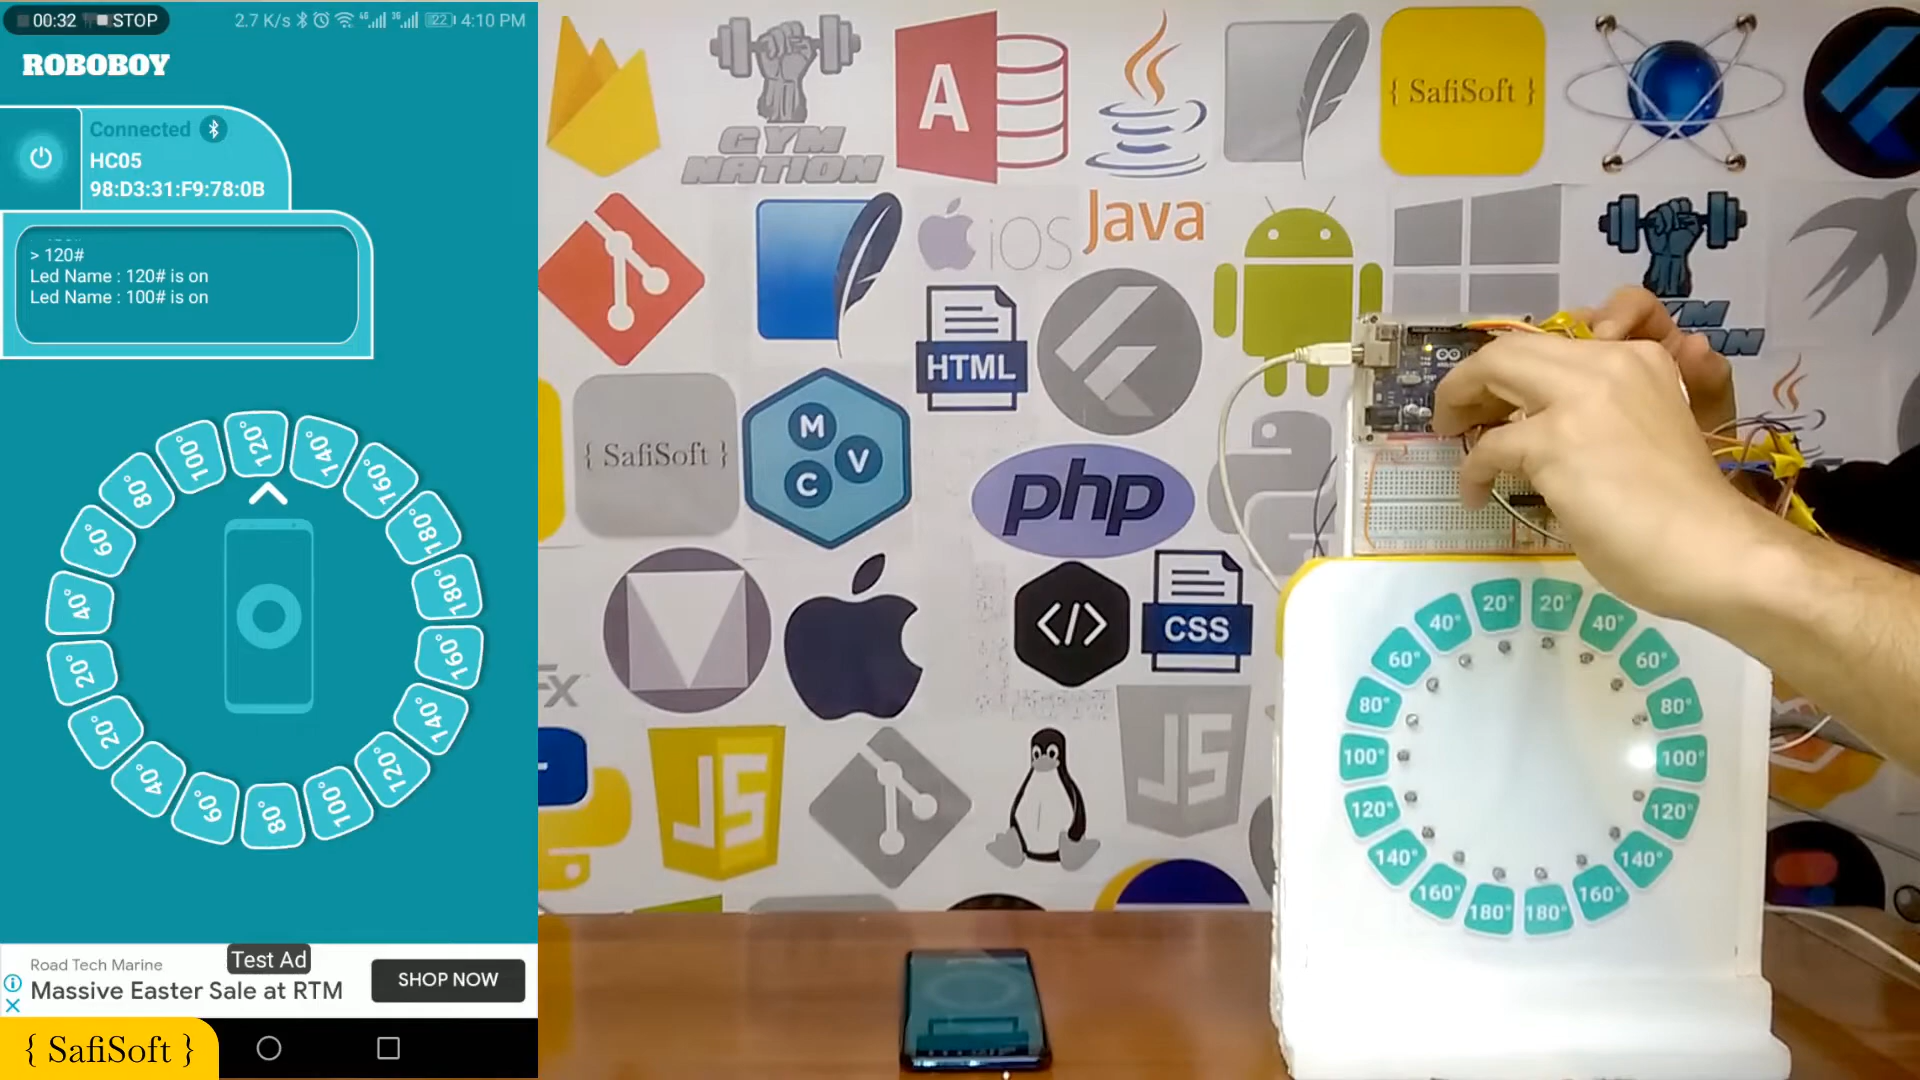 00:32 STOP
2.7 K/s 22 4:10 PM
ROBOBOY
Connected
HC05
98:D3:31:F9:78:0B
> 120#
Led Name : 120# is on
Led Name : 100# is on
120°
140°
160°
180°
180°
160°
140°
120°
100°
80°
60°
40°
20°
20°
40°
60°
80°
100°
Road Tech Marine
Test Ad
Massive Easter Sale at RTM
SHOP NOW
{ SafiSoft }
GYM
NATION
A
{ SafiSoft }
iOS
Java
HTML
{ SafiSoft }
M
V
C
php
</>
CSS
JS
JS
20°
20°
40°
40°
60°
60°
80°
80°
100°
100°
120°
120°
140°
140°
160°
160°
180°
180°